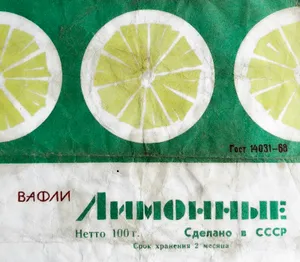 Гост 14031-68
ВАФЛИ
Лимонные
Нетто 100 г. Сделано в СССР
Срок хранения 2 месяца